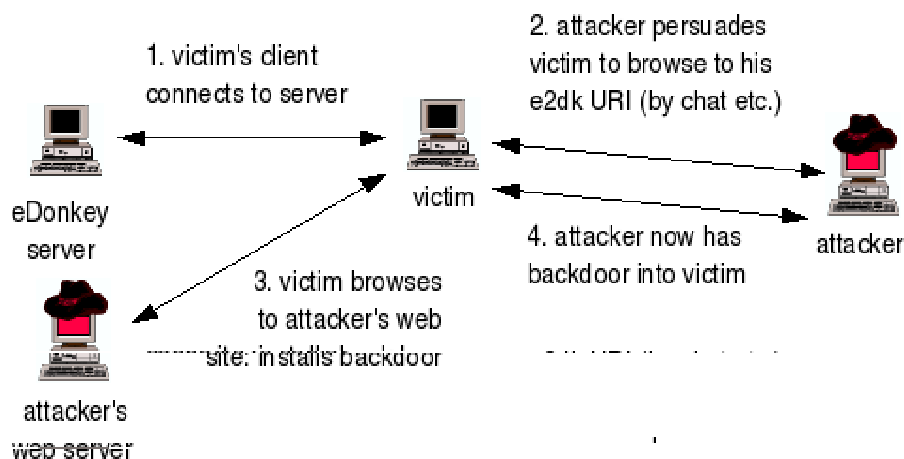 1. victim's client
connects to server
2. attacker persuades
victim to browse to his
e2dk URI (by chat etc.)
eDonkey
server
victim
attacker
4. attacker now has
backdoor into victim
3. victim browses
to attacker's web
site: installs backdoor
attacker's
web server